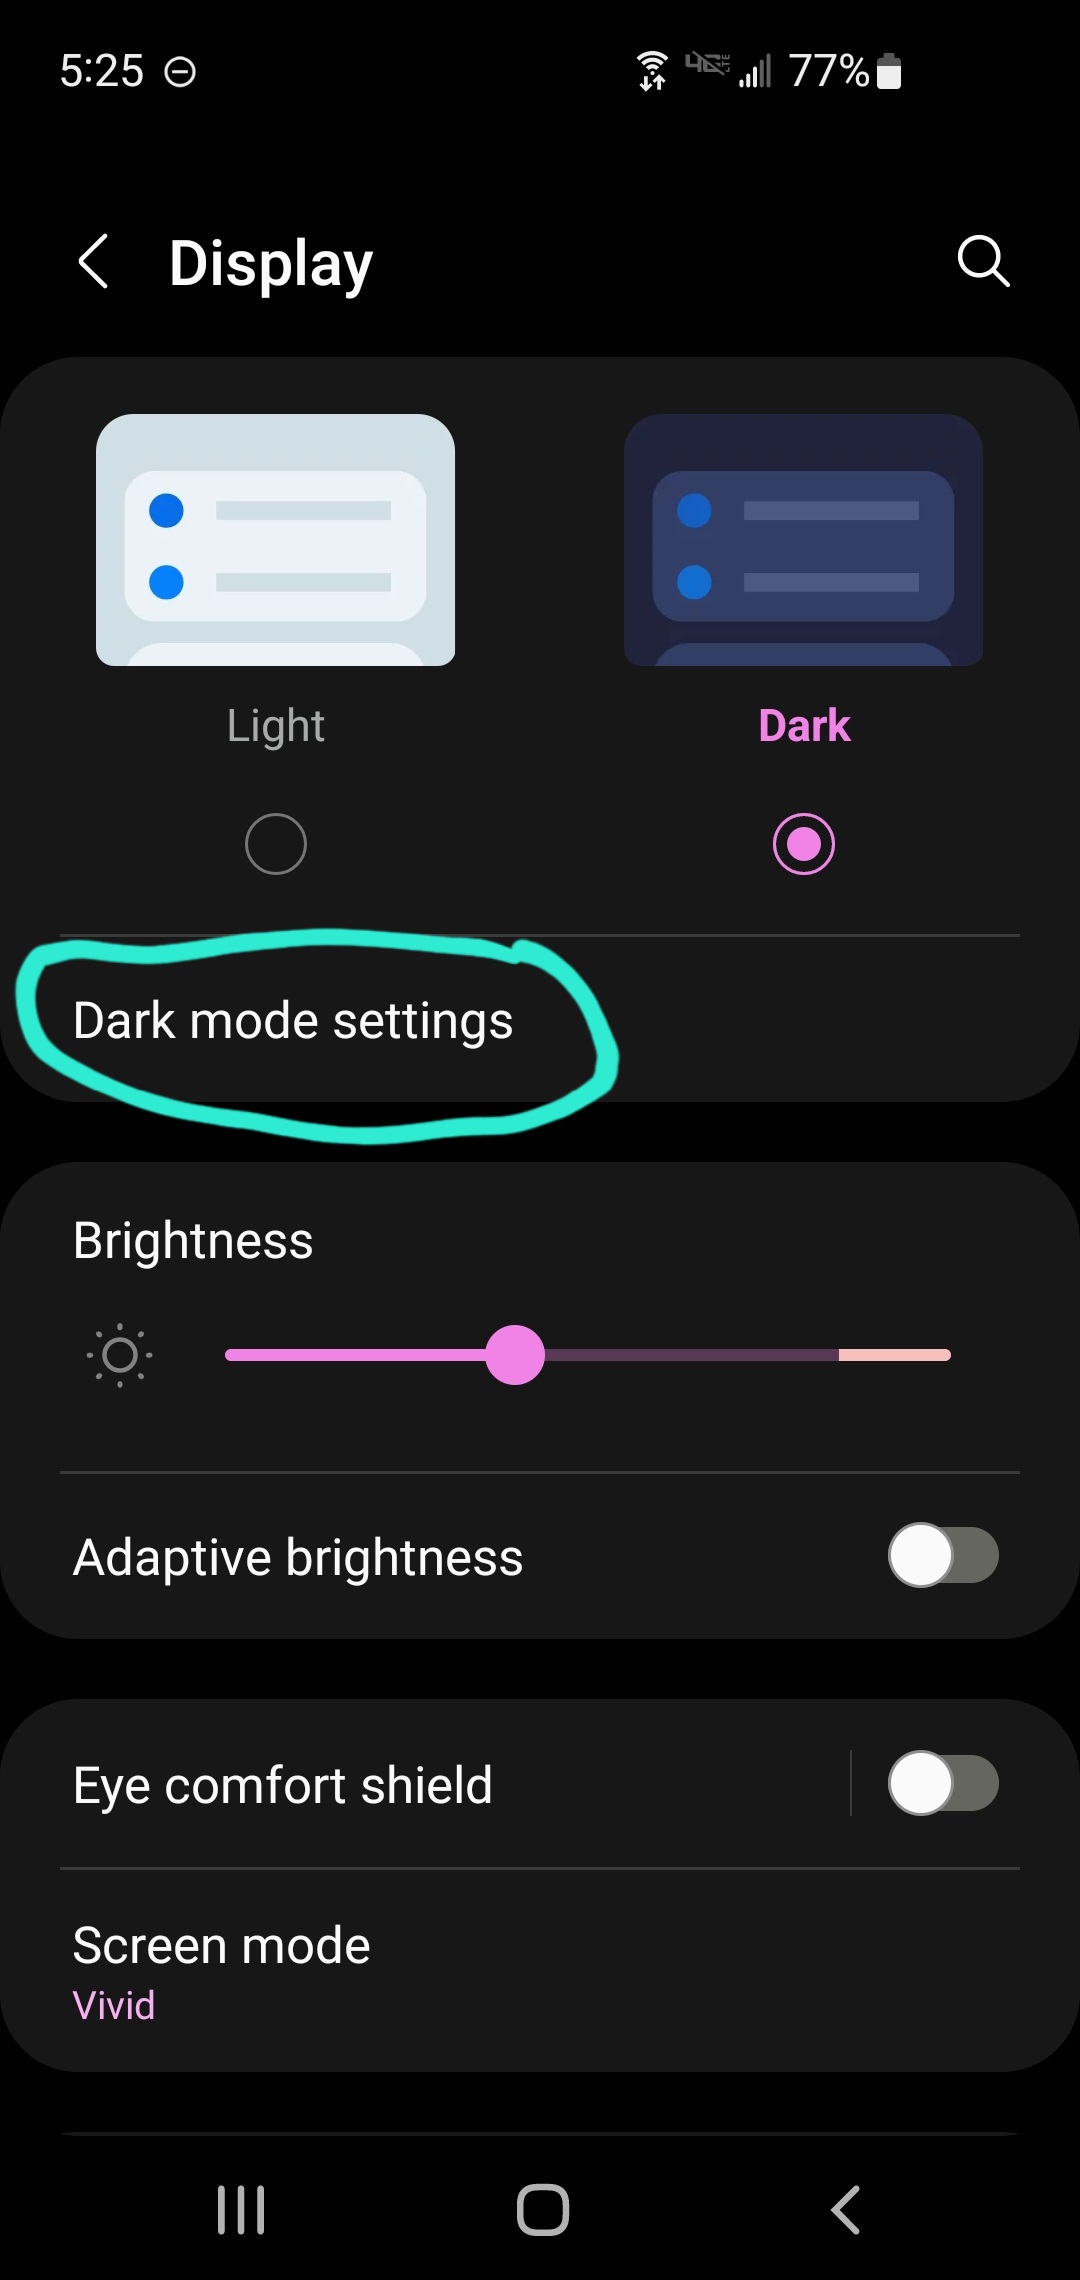 5:25 77%
Display
Light Dark
Dark mode settings
Brightness
Adaptive brightness
Eye comfort shield
Screen mode
Vivid